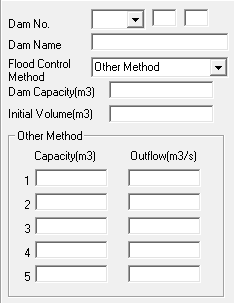 Dam No.
Dam Name
Flood Control
Method
Other Method
Dam Capacity(m3)
Initial Volume(m3)
Other Method
Capacity(m3) Outflow(m3/s)
1
2
3
4
5